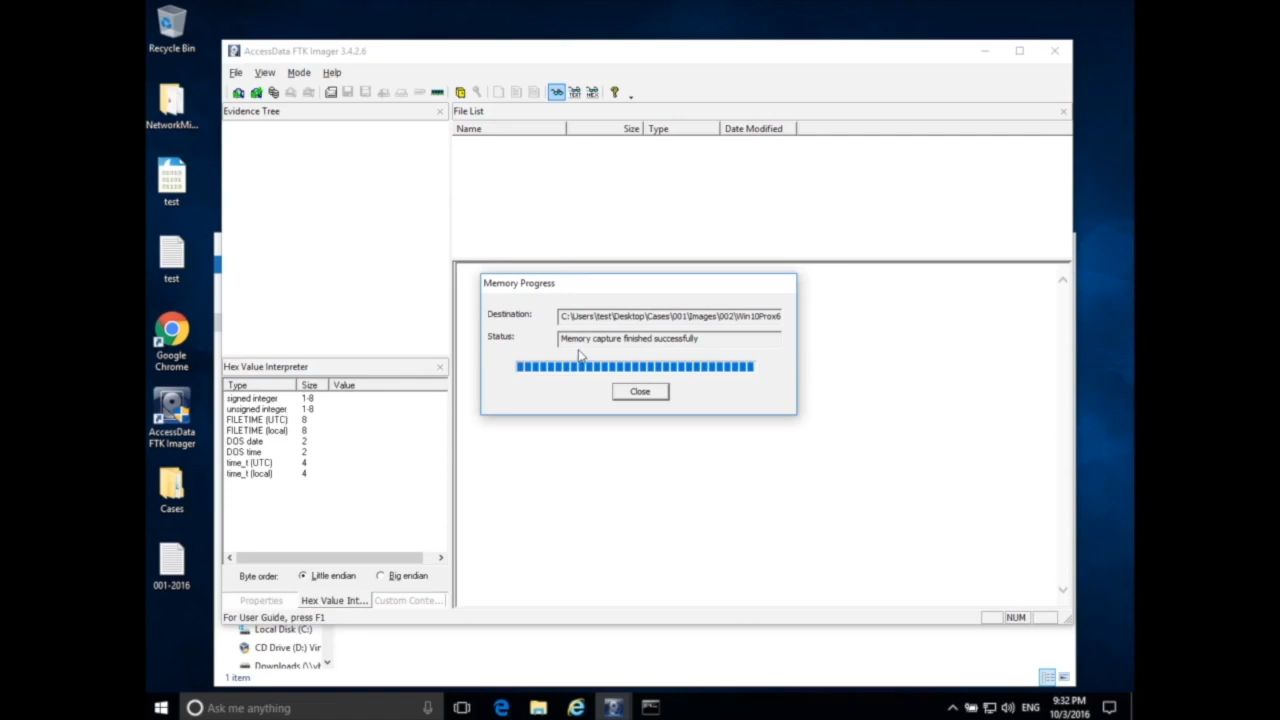 Recycle Bin
NetworkMi...
test
test
Google
Chrome
AccessData
FTK Imager
Cases
001-2016
AccessData FTK Imager 3.4.2.6
File View Mode Help
Evidence Tree
File List
Name Size Type Date Modified
Memory Progress
Destination: C:\Users\test\Desktop\Cases\001\Images\002\Win10Prox6
Status: Memory capture finished successfully
Close
Hex Value Interpreter
Type Size Value
signed integer 1-8
unsigned integer 1-8
FILETIME (UTC) 8
FILETIME (local) 8
DOS date 2
DOS time 2
time_t (UTC) 4
time_t (local) 4
Byte order: Little endian Big endian
Properties Hex Value Int... Custom Conte...
For User Guide, press F1
NUM
Local Disk (C:)
CD Drive (D:) Vir
Downloads (\\vb
1 item
Ask me anything
ENG
9:32 PM
10/3/2016